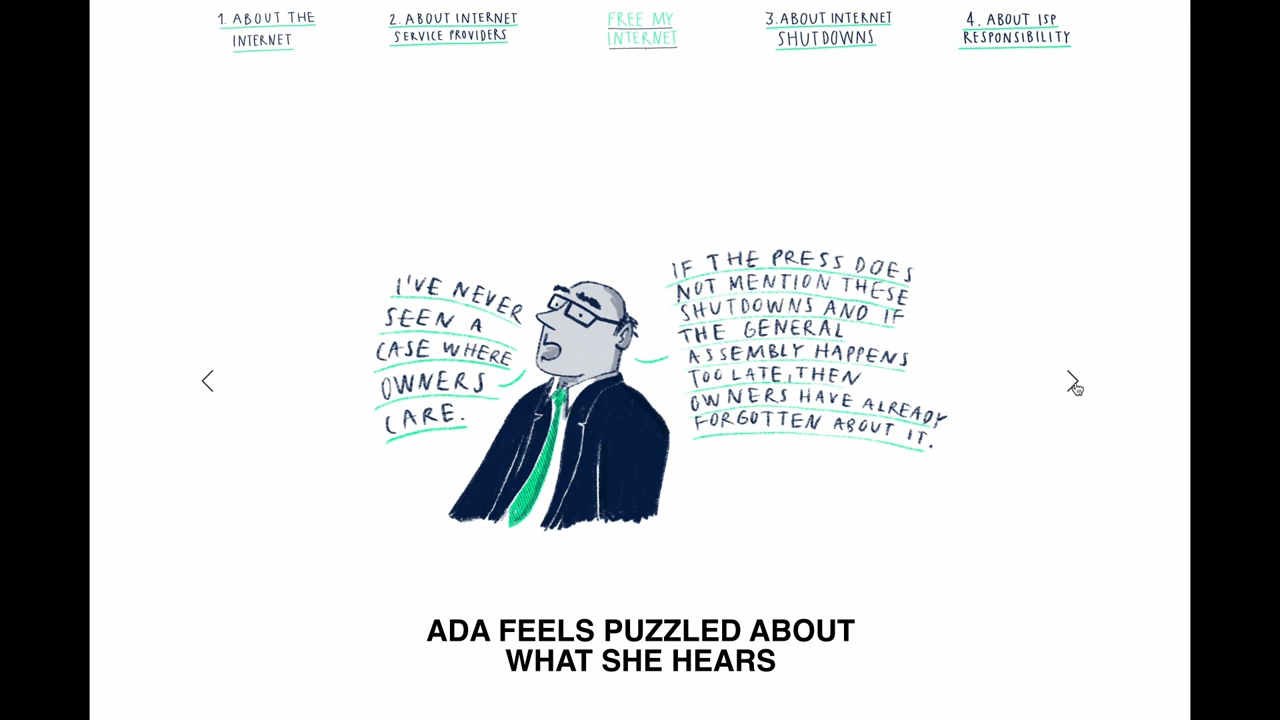 1. ABOUT THE
INTERNET
2. ABOUT INTERNET
SERVICE PROVIDERS
FREE MY
INTERNET
3. ABOUT INTERNET
SHUTDOWNS
4. ABOUT ISP
RESPONSIBILITY
I'VE NEVER
SEEN A
CASE WHERE
OWNERS
CARE.
IF THE PRESS DOES
NOT MENTION THESE
SHUTDOWNS AND IF
THE GENERAL
ASSEMBLY HAPPENS
TOO LATE, THEN
OWNERS HAVE ALREADY
FORGOTTEN ABOUT IT.
ADA FEELS PUZZLED ABOUT
WHAT SHE HEARS